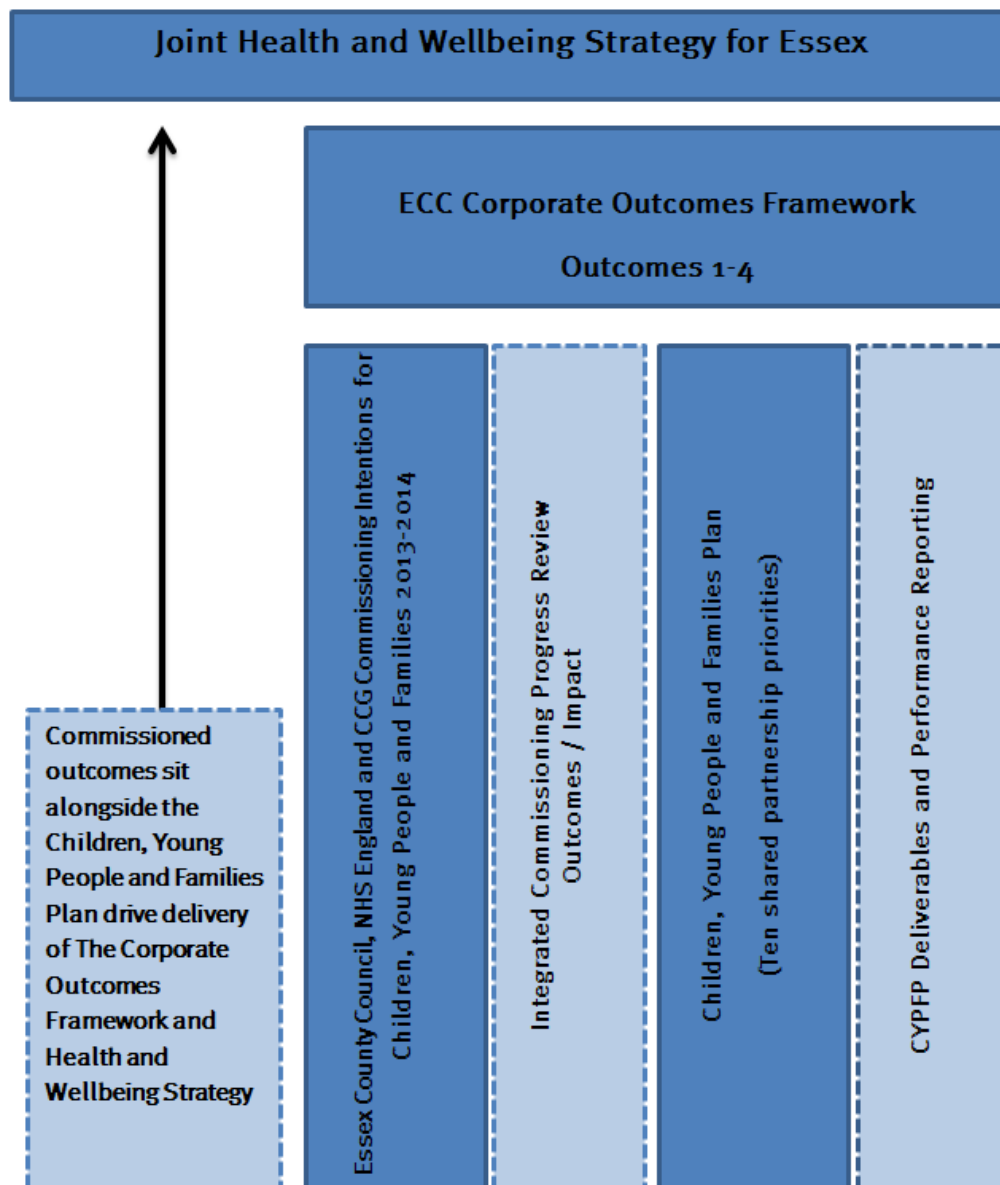 Joint Health and Wellbeing Strategy for Essex
ECC Corporate Outcomes Framework
Outcomes 1-4
Commissioned
outcomes sit
alongside the
Children, Young
People and Families
Plan drive delivery
of The Corporate
Outcomes
Framework and
Health and
Wellbeing Strategy
Essex County Council, NHS England and CCG Commissioning Intentions for
Children, Young People and Families 2013-2014
Integrated Commissioning Progress Review
Outcomes / Impact
Children, Young People and Families Plan
(Ten shared partnership priorities)
CYPFP Deliverables and Performance Reporting